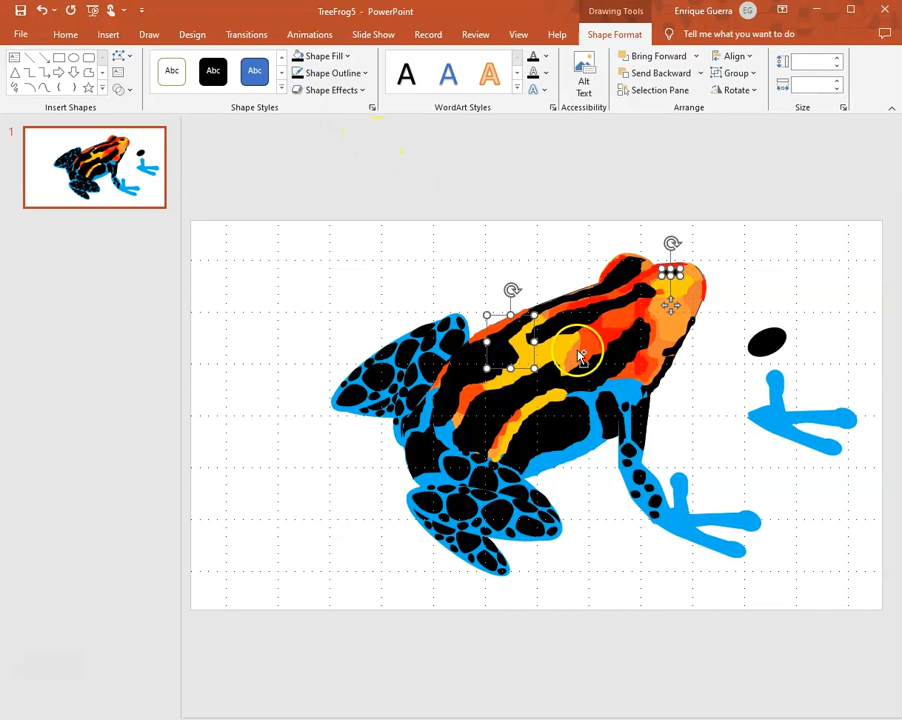 TreeFrog5 - PowerPoint
Drawing Tools
Enrique Guerra EG
File Home Insert Draw Design Transitions Animations Slide Show Record Review View Help Shape Format Tell me what you want to do
Abc Abc Abc
Shape Fill
Shape Outline
Shape Effects
A A A
A
A
A
Alt
Text
Bring Forward
Send Backward
Selection Pane
Align
Group
Rotate
Insert Shapes Shape Styles WordArt Styles Accessibility Arrange Size
1